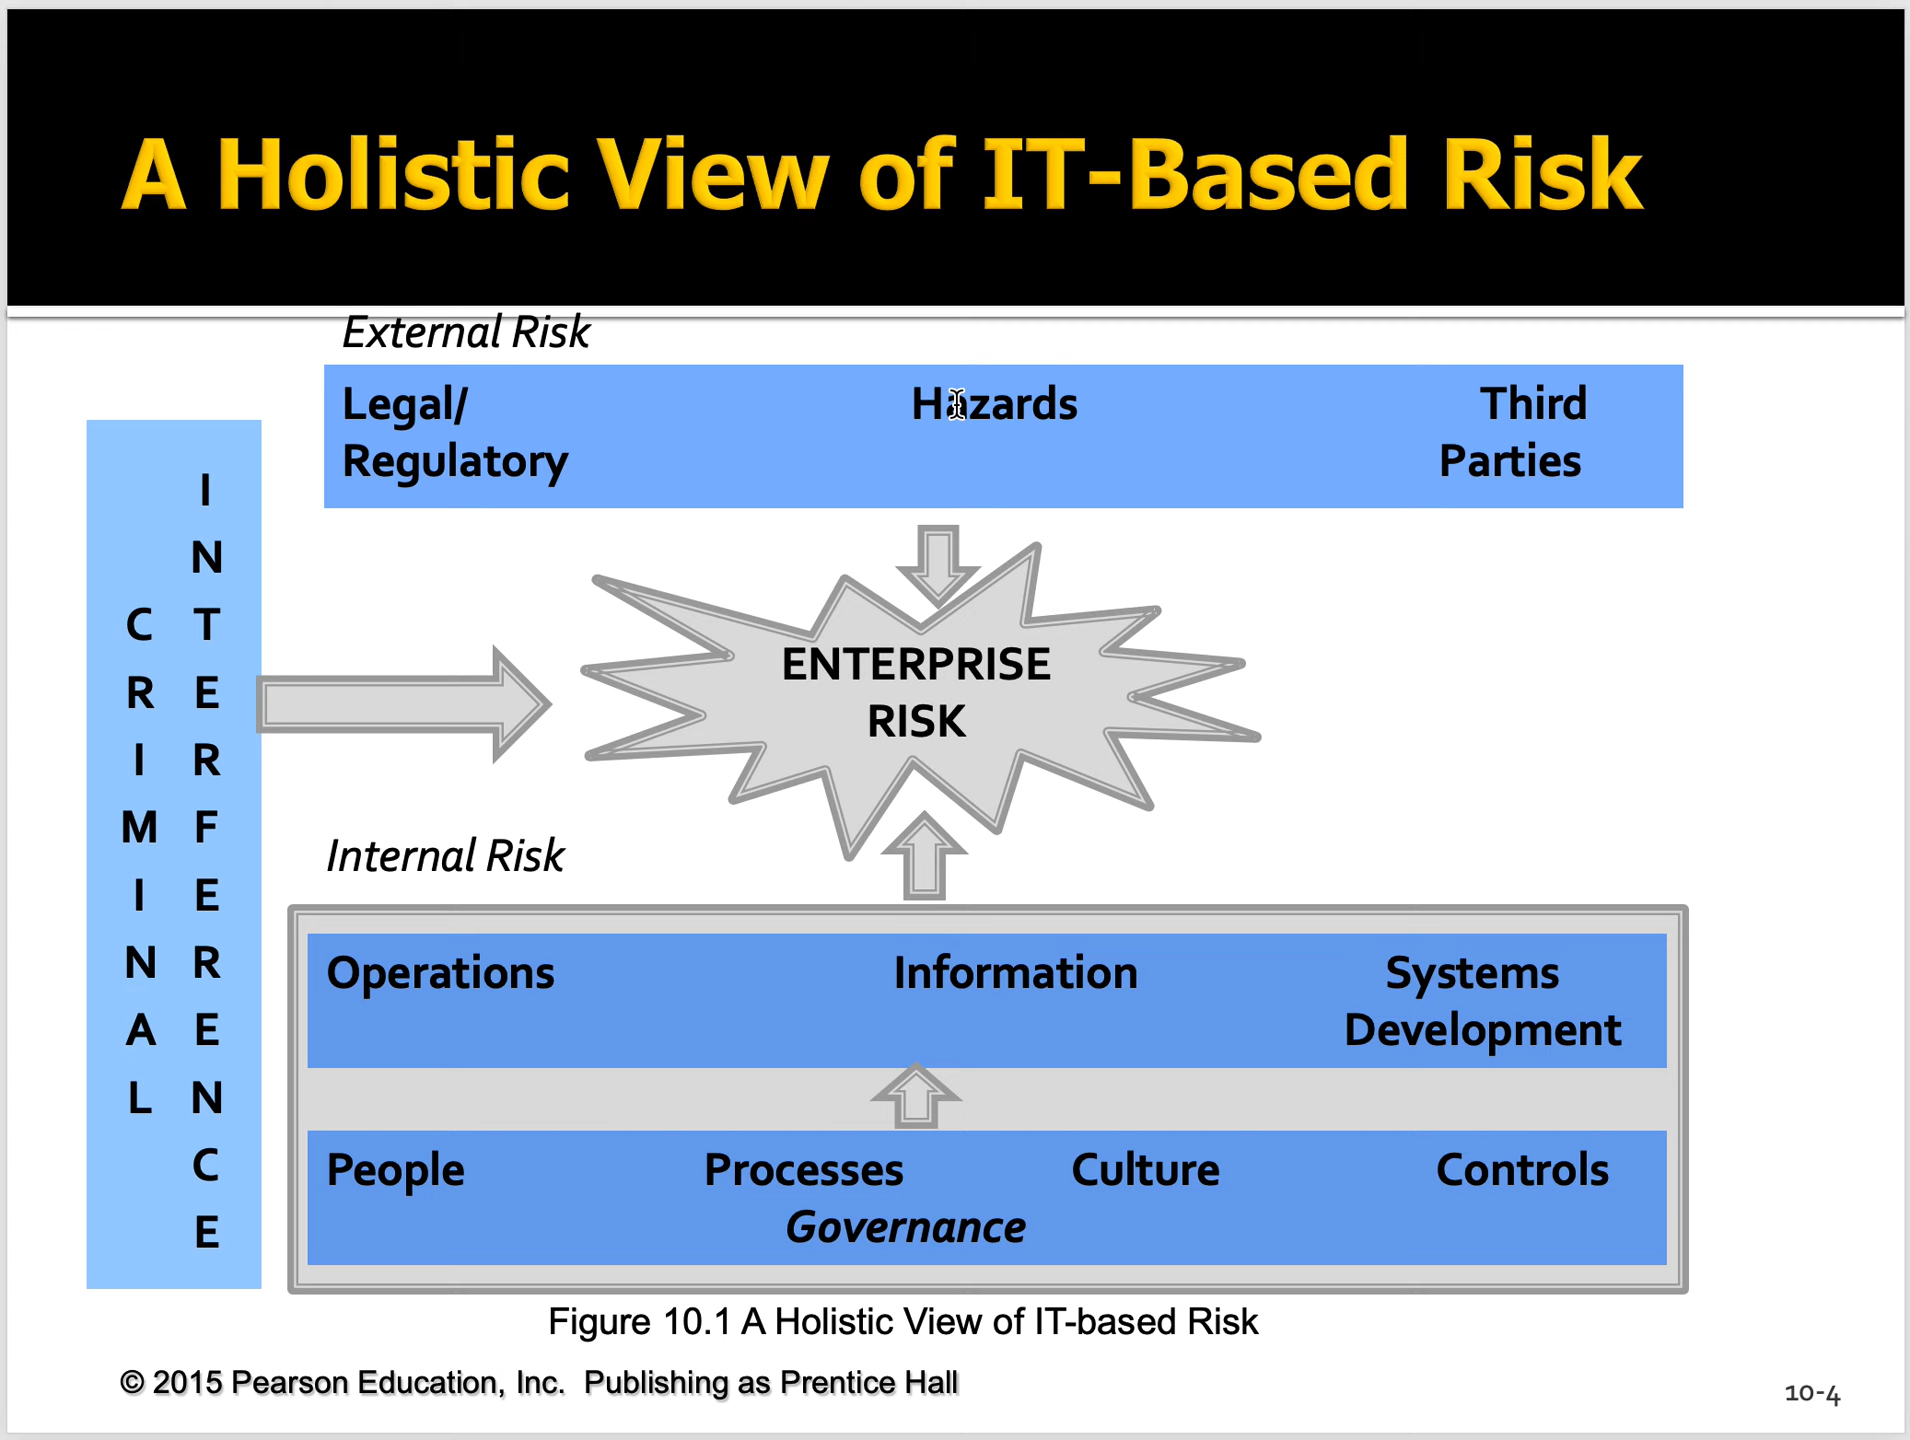 A Holistic View of IT-Based Risk
External Risk
Legal/ Hazards Third
Regulatory Parties
CRIMINAL
INTERFERENCE
ENTERPRISE
RISK
Internal Risk
Operations Information Systems
Development
People Processes Culture Controls
Governance
Figure 10.1 A Holistic View of IT-based Risk
© 2015 Pearson Education, Inc. Publishing as Prentice Hall
10-4